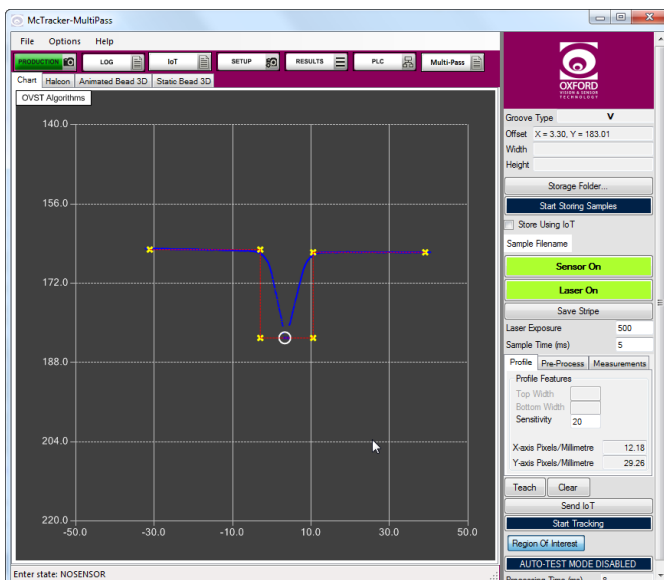 McTracker-MultiPass
File Options Help
PRODUCTION LOG IoT SETUP RESULTS PLC Multi-Pass
Chart Halcon Animated Bead 3D Static Bead 3D
OVST Algorithms
140.0
156.0
172.0
188.0
204.0
220.0
-50.0 -30.0 -10.0 10.0 30.0 50.0
Enter state: NOSENSOR
OXFORD
VISION & SENSOR
TECHNOLOGY
Groove Type V
Offset X = 3.30, Y = 183.01
Width
Height
Storage Folder...
Start Storing Samples
Store Using IoT
Sample Filename
Sensor On
Laser On
Save Stripe
Laser Exposure 500
Sample Time (ms) 5
Profile Pre-Process Measurements
Profile Features
Top Width
Bottom Width
Sensitivity 20
X-axis Pixels/Millimetre 12.18
Y-axis Pixels/Millimetre 29.26
Teach Clear
Send IoT
Start Tracking
Region Of Interest
AUTO-TEST MODE DISABLED
Processing Time (ms) 8